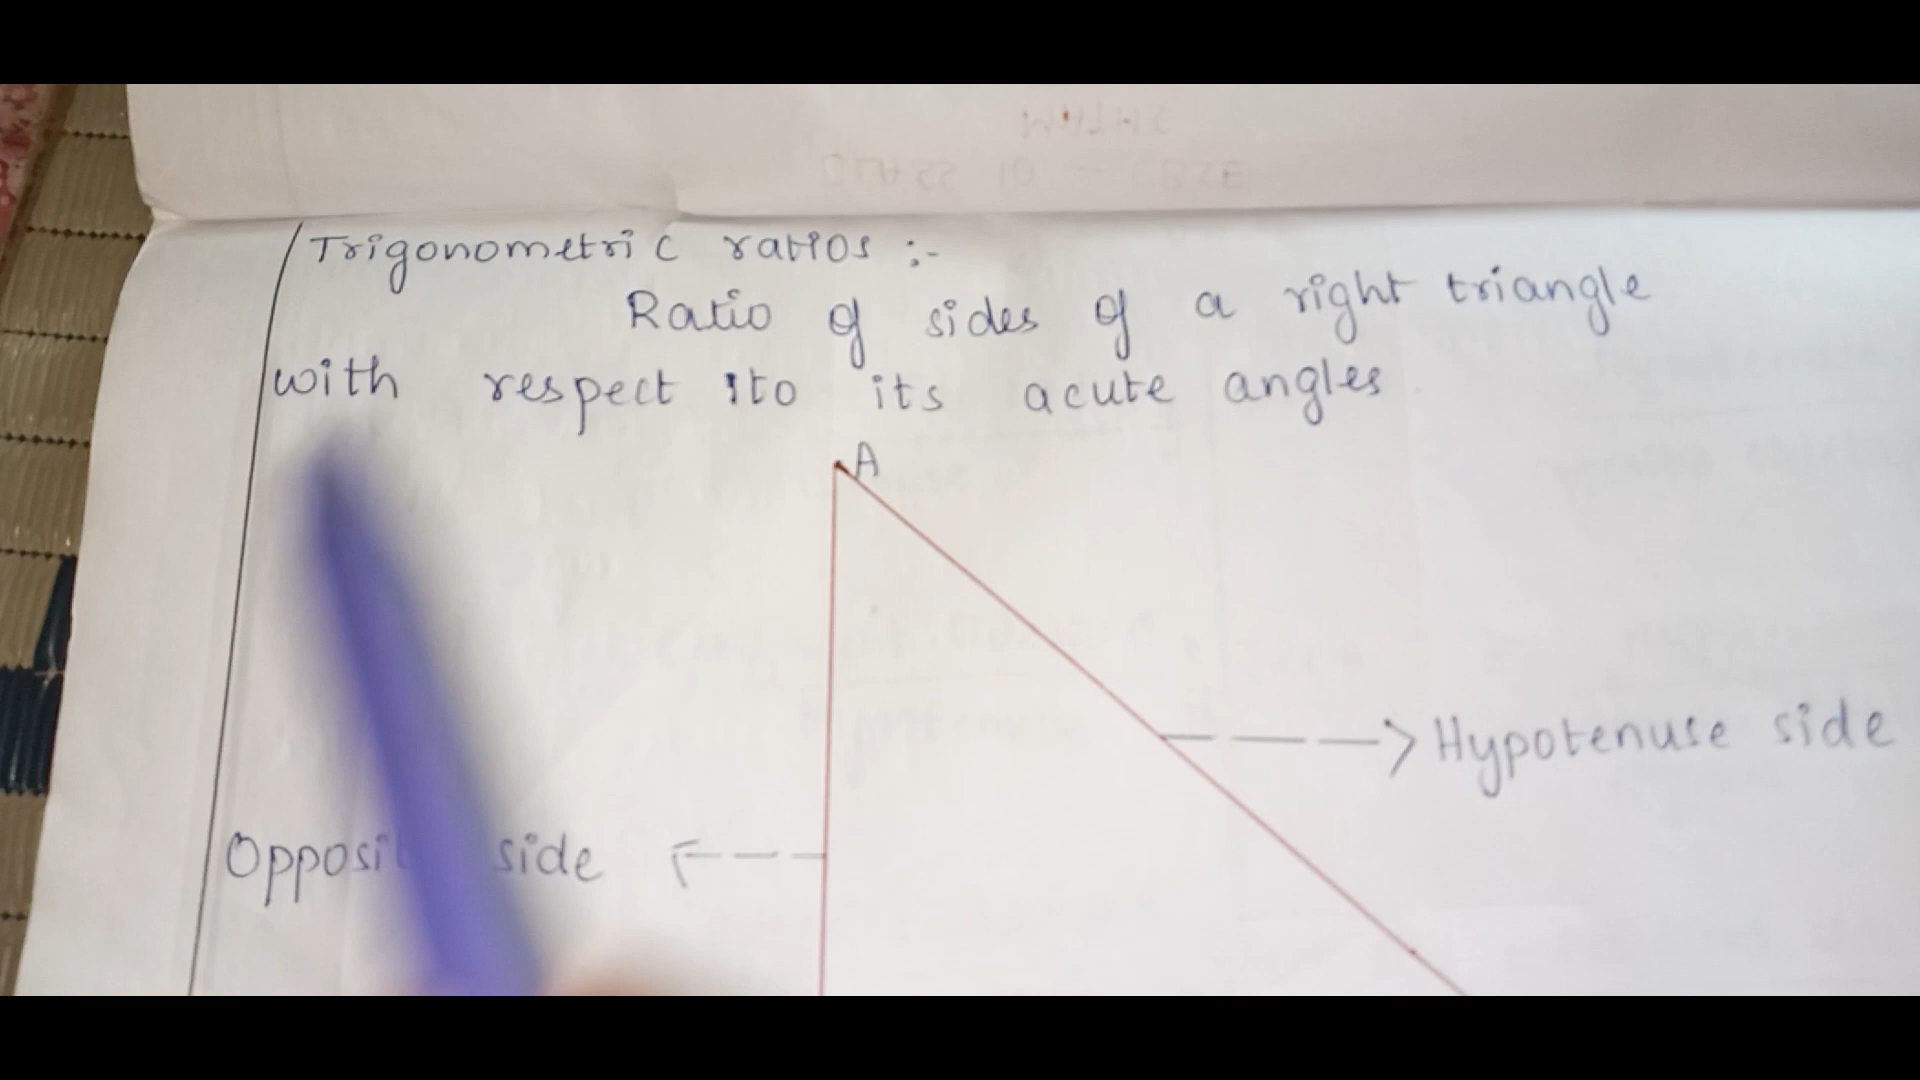 Trigonometric ratios :-
Ratio of sides of a right triangle
with respect to its acute angles
A
Hypotenuse side
side